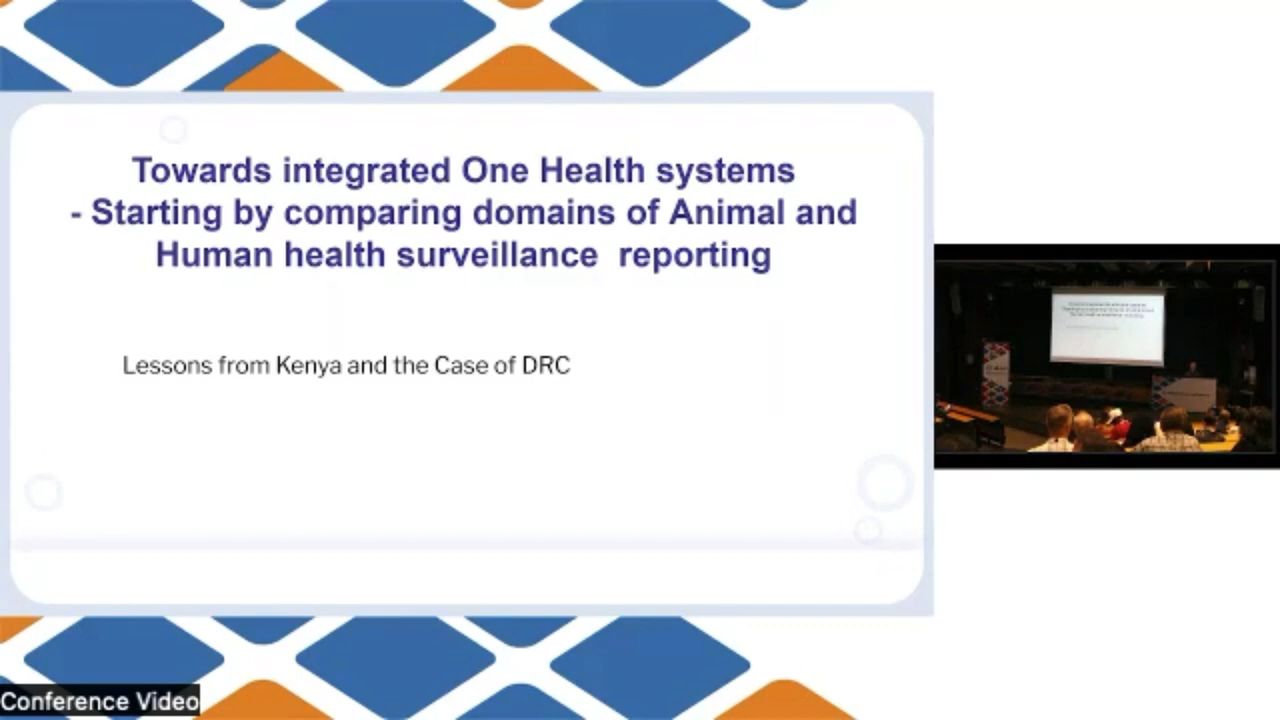 Towards integrated One Health systems
- Starting by comparing domains of Animal and
Human health surveillance reporting
Lessons from Kenya and the Case of DRC
Conference Video